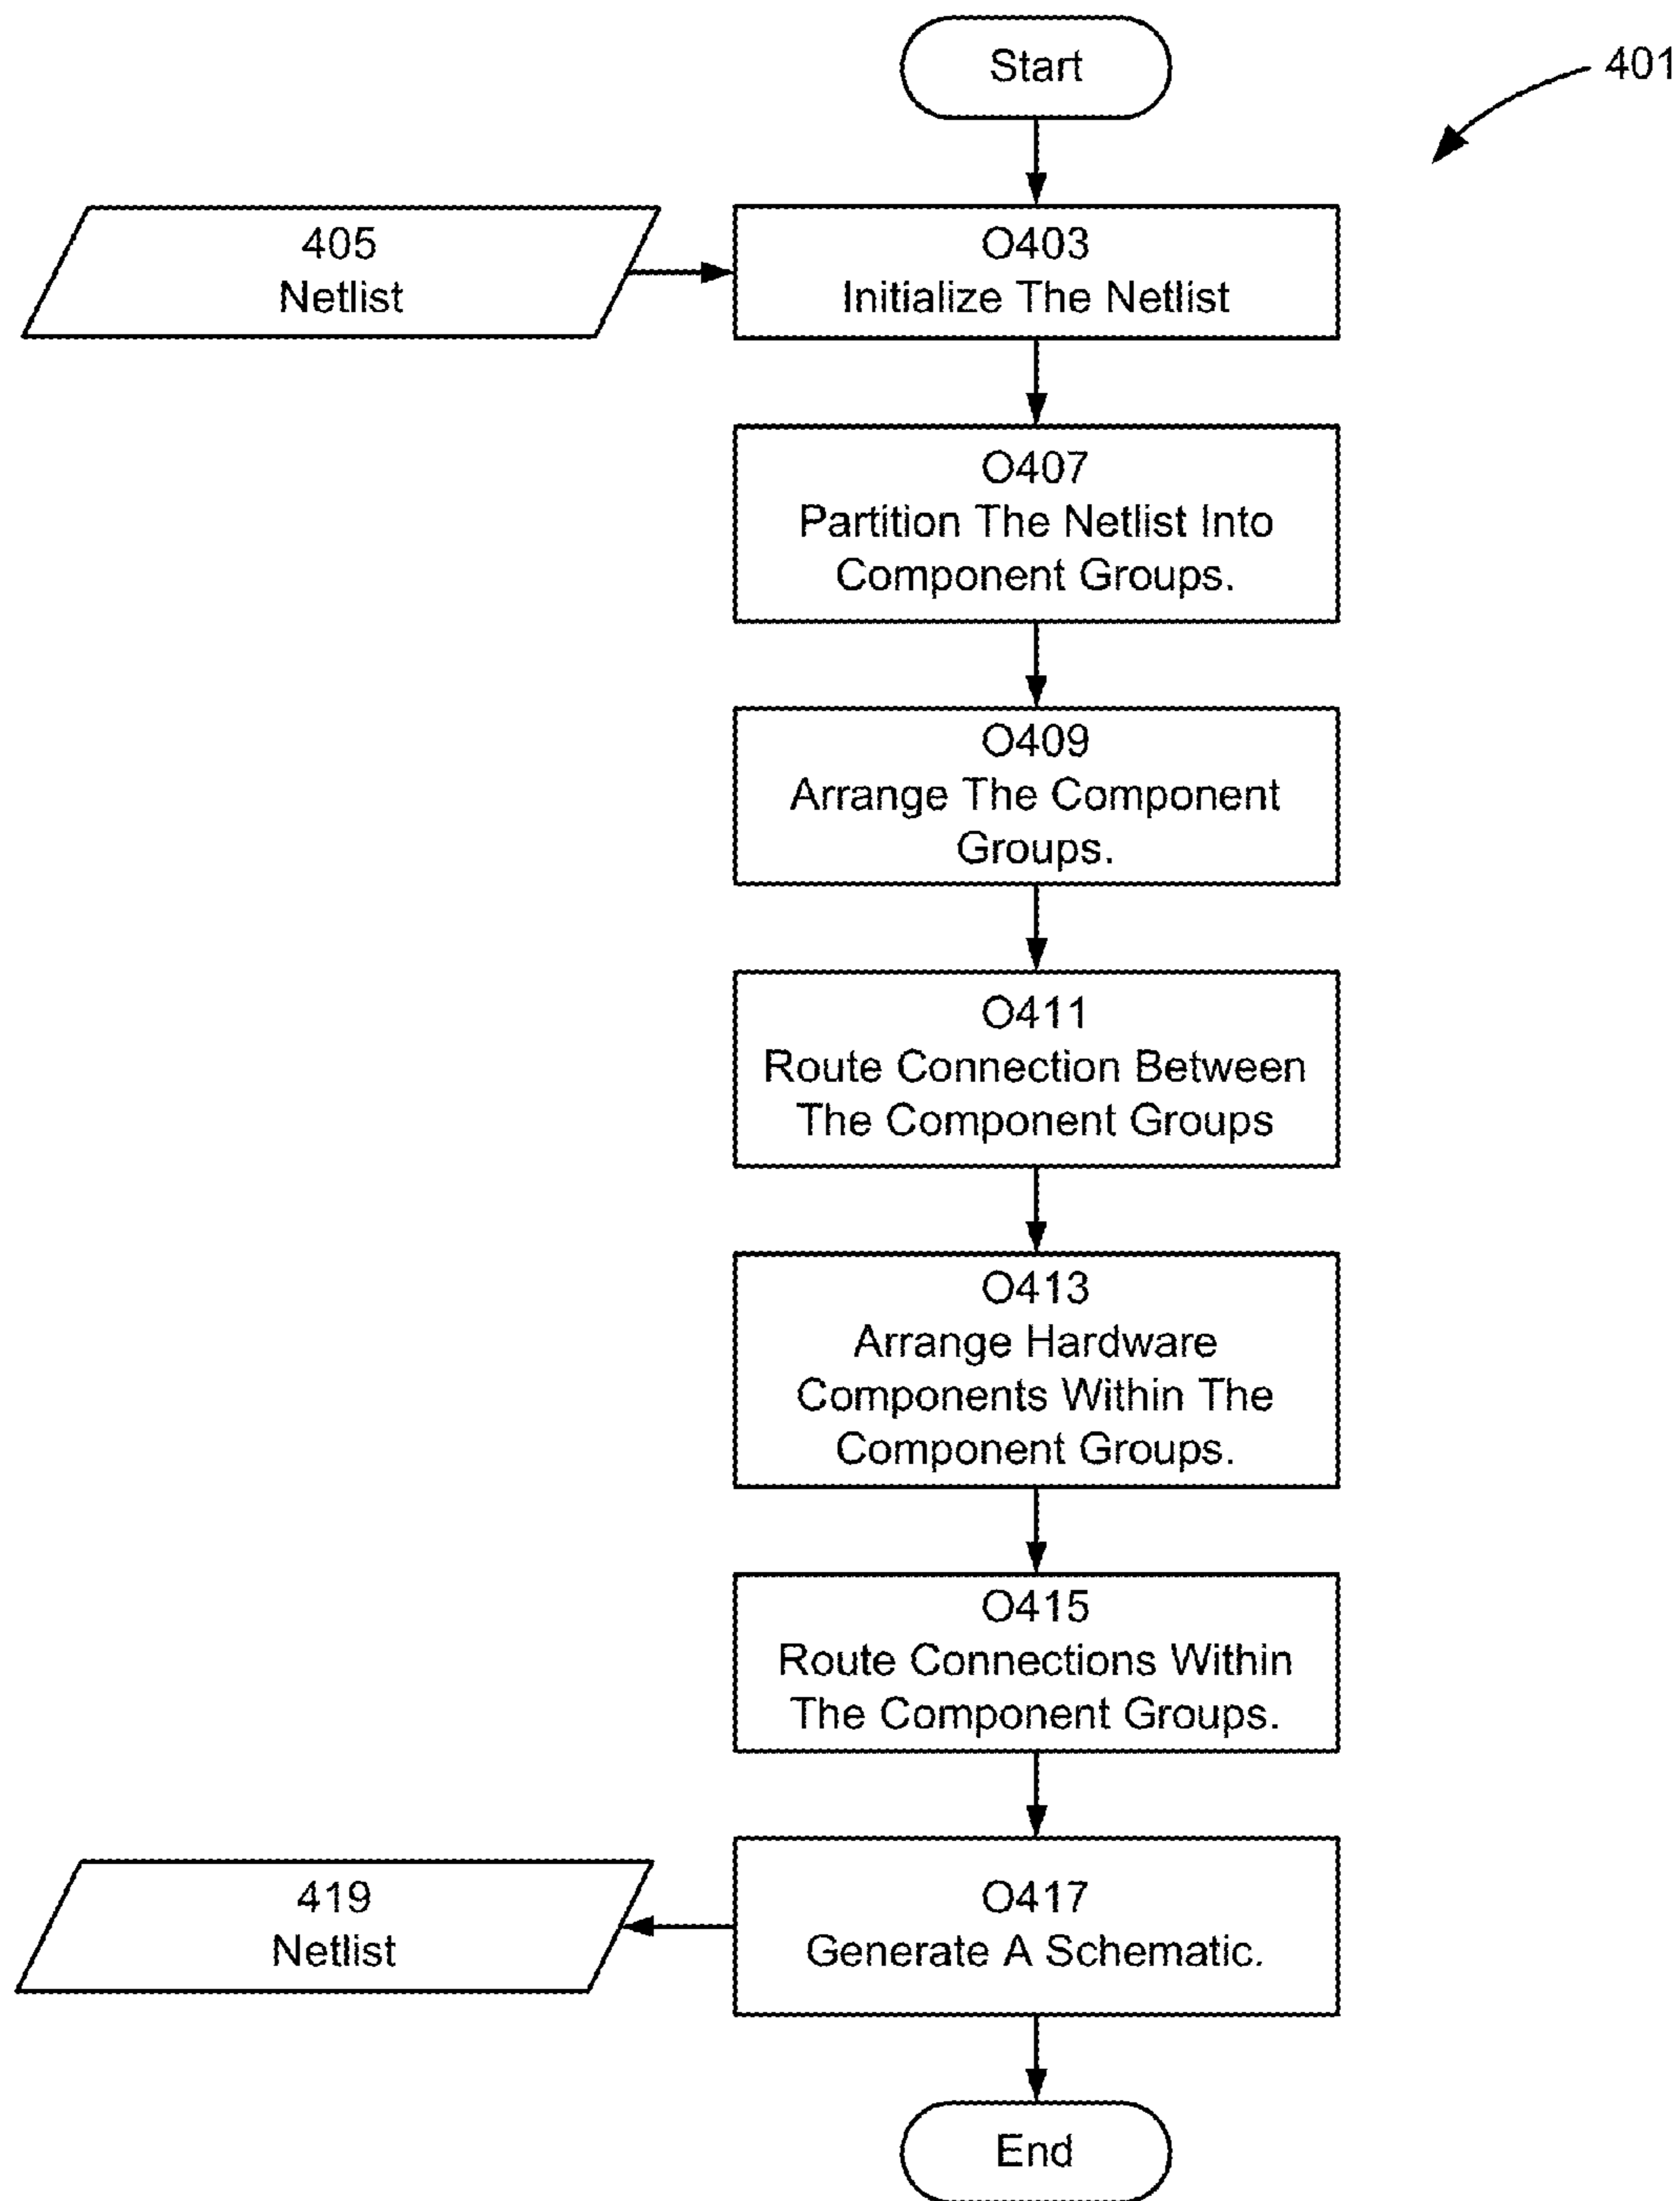 Start
401
405
Netlist
O403
Initialize The Netlist
O407
Partition The Netlist Into
Component Groups.
O409
Arrange The Component
Groups.
O411
Route Connection Between
The Component Groups
O413
Arrange Hardware
Components Within The
Component Groups.
O415
Route Connections Within
The Component Groups.
419
Netlist
O417
Generate A Schematic.
End